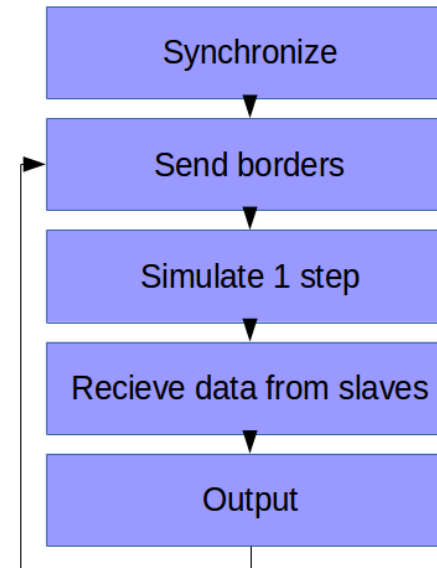 Synchronize
Send borders
Simulate 1 step
Recieve data from slaves
Output